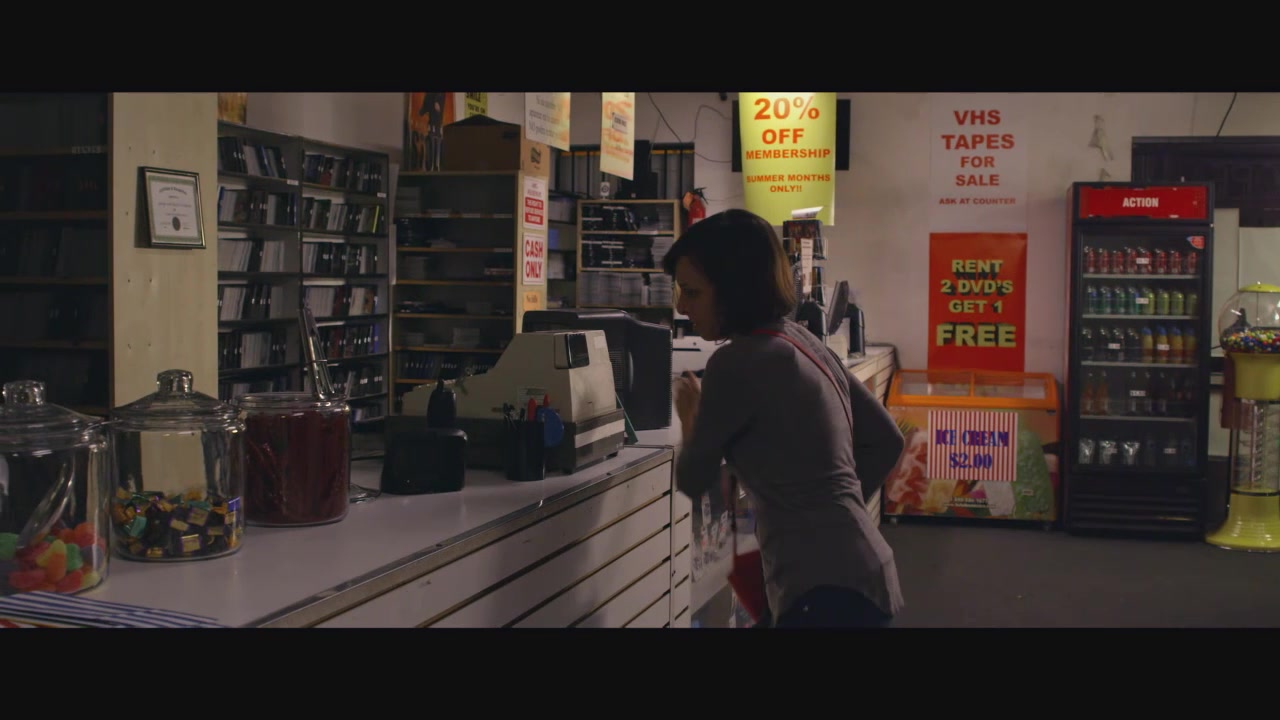 20%
OFF
MEMBERSHIP
SUMMER MONTHS
ONLY!!
VHS
TAPES
FOR
SALE
ASK AT COUNTER
ACTION
CASH
ONLY
RENT
2 DVD'S
GET 1
FREE
ICE CREAM
$2.00